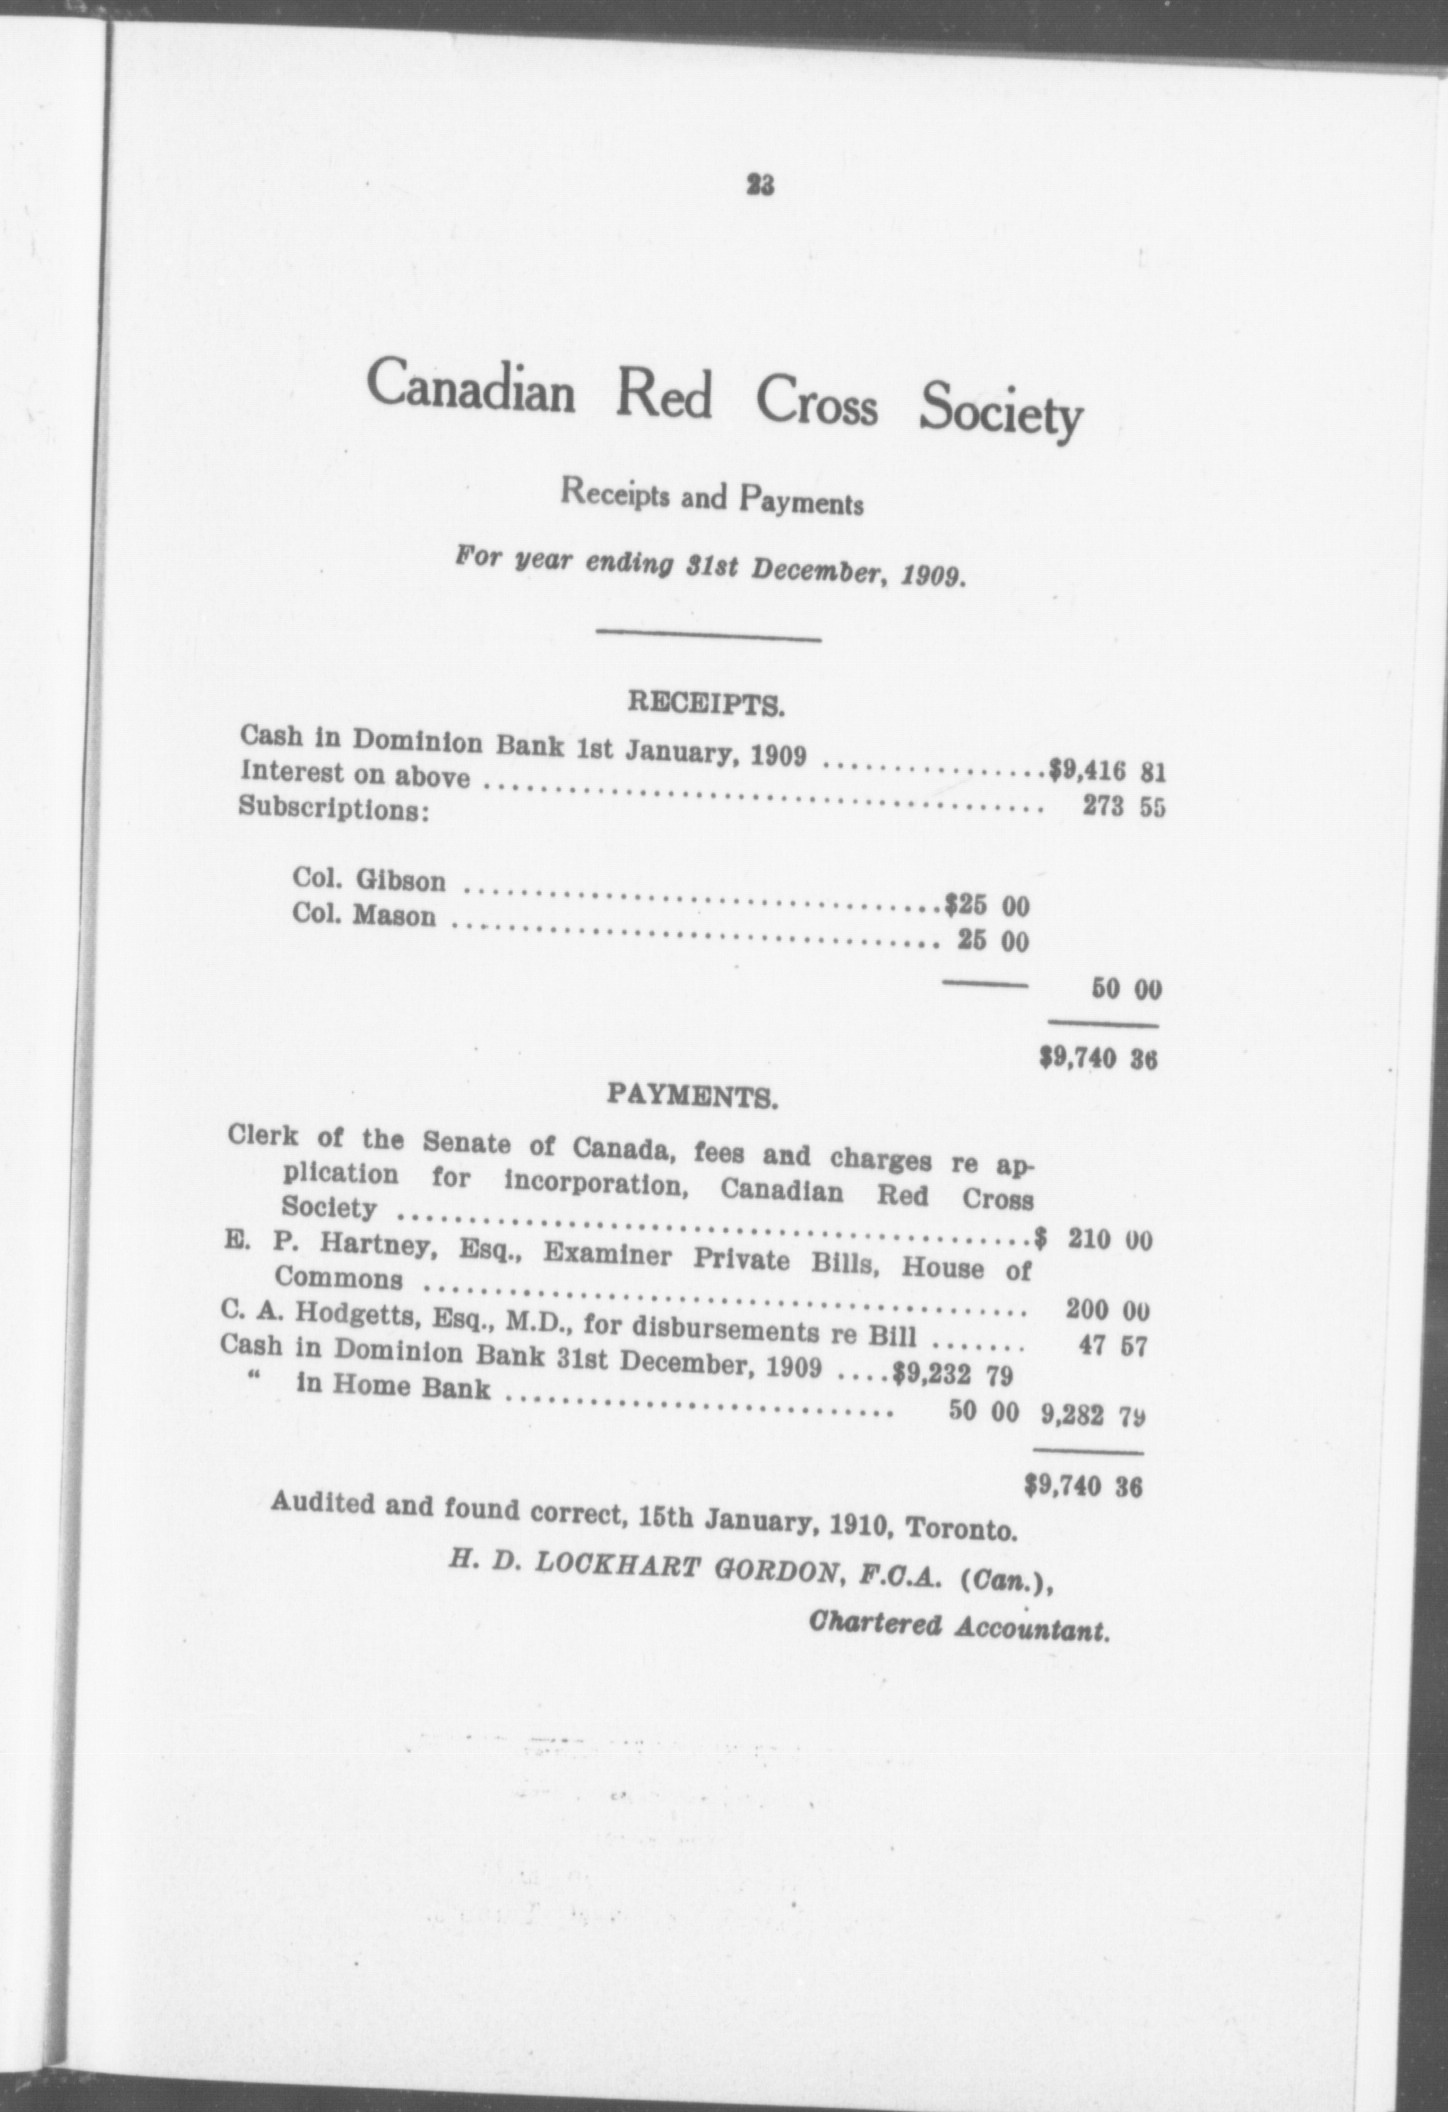 23
Canadian Red Cross Society
Receipts and Payments
For year ending 31st December, 1909.
RECEIPTS.
Cash in Dominion Bank 1st January, 1909 ................$9,416 81
Interest on above ........................................ 273 55
Subscriptions:
Col. Gibson ..................................$25 00
Col. Mason ................................... 25 00
50 00
$9,740 36
PAYMENTS.
Clerk of the Senate of Canada, fees and charges re ap-
plication for incorporation, Canadian Red Cross
Society .............................................$ 210 00
E. P. Hartney, Esq., Examiner Private Bills, House of
Commons ........................................... 200 00
C. A. Hodgetts, Esq., M.D., for disbursements re Bill ....... 47 57
Cash in Dominion Bank 31st December, 1909 ....$9,232 79
“ in Home Bank ............................ 50 00 9,282 79
$9,740 36
Audited and found correct, 15th January, 1910, Toronto.
H. D. LOCKHART GORDON, F.C.A. (Can.),
Chartered Accountant.